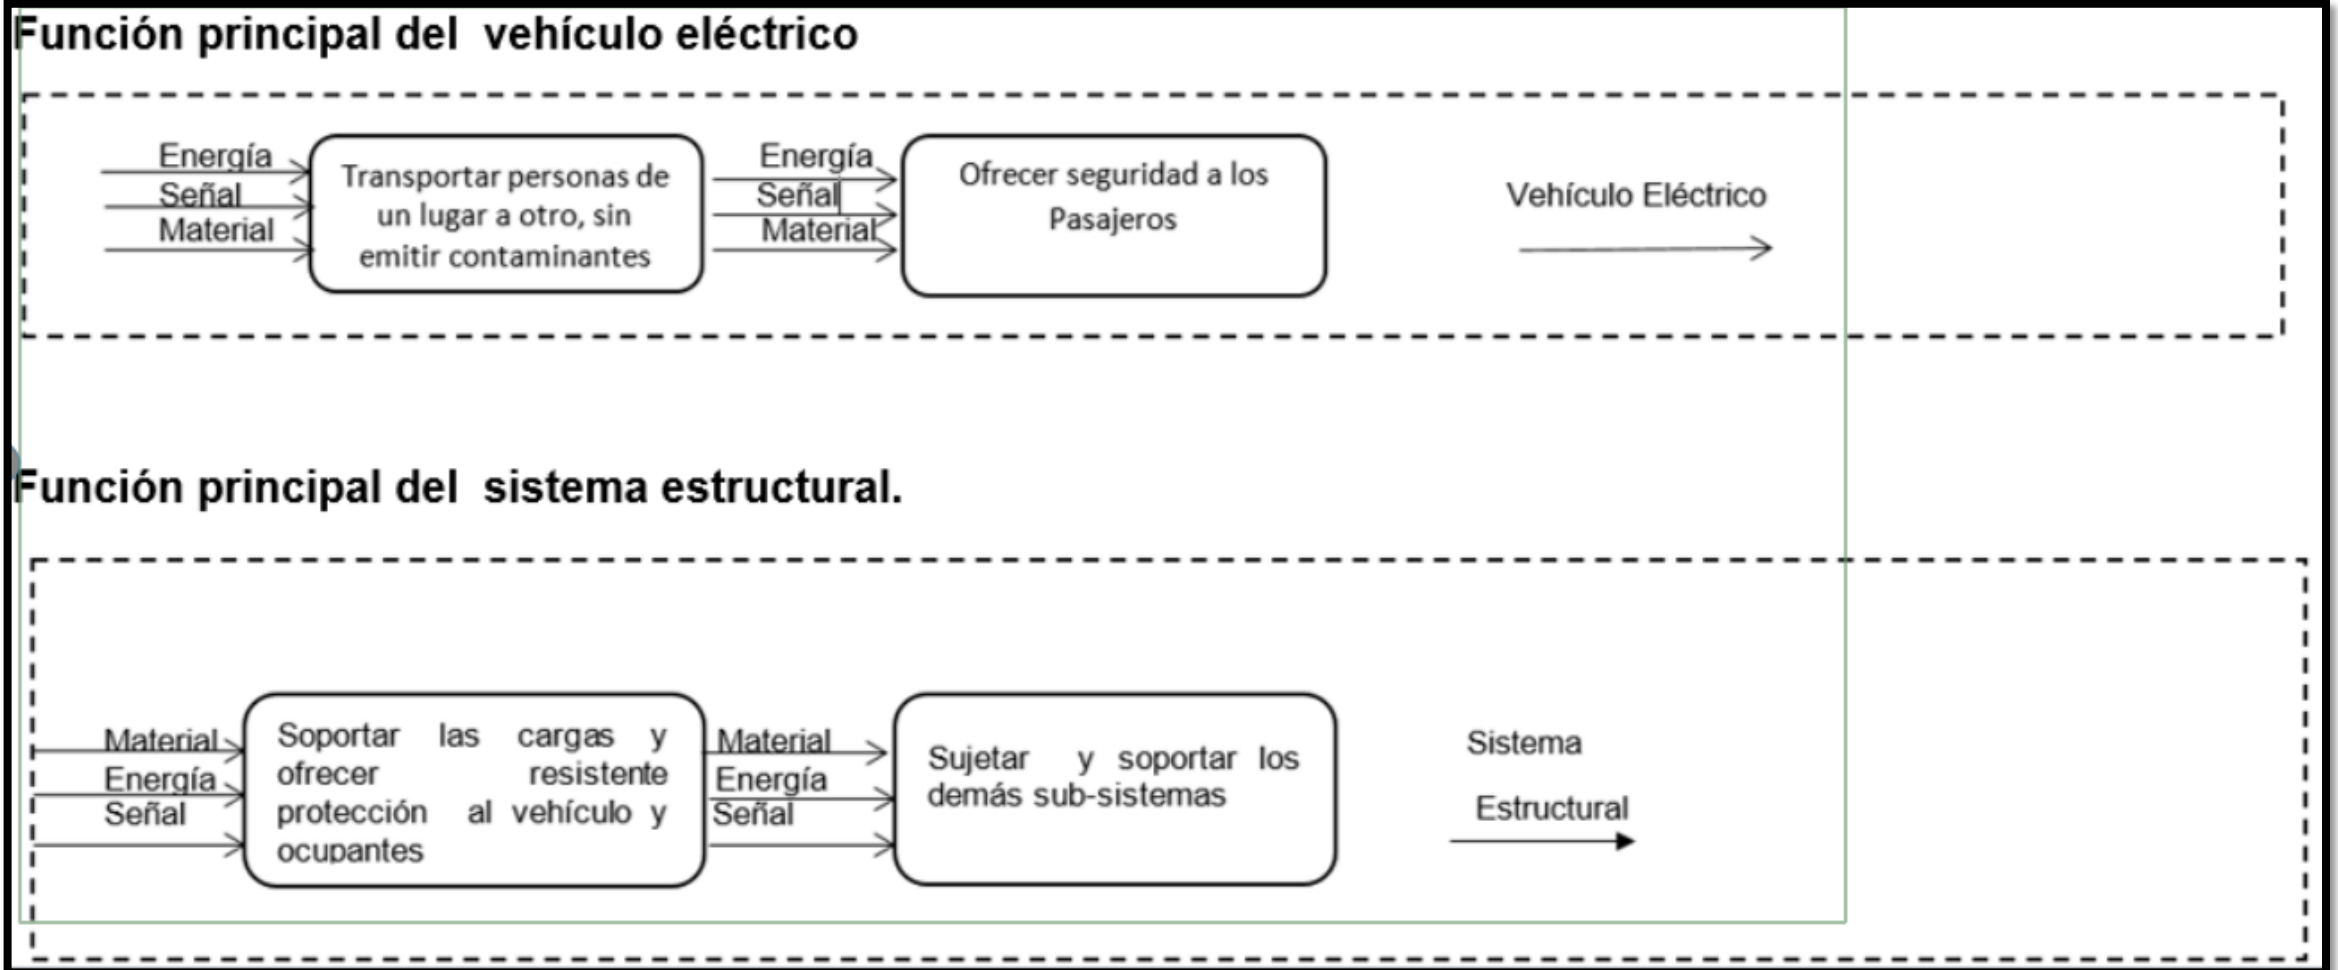 Función principal del vehículo eléctrico
Energía
Señal
Material
Transportar personas de
un lugar a otro, sin
emitir contaminantes
Energía
Señal
Material
Ofrecer seguridad a los
Pasajeros
Vehículo Eléctrico
Función principal del sistema estructural.
Material
Energía
Señal
Soportar las cargas y
ofrecer resistente
protección al vehículo y
ocupantes
Material
Energía
Señal
Sujetar y soportar los
demás sub-sistemas
Sistema
Estructural